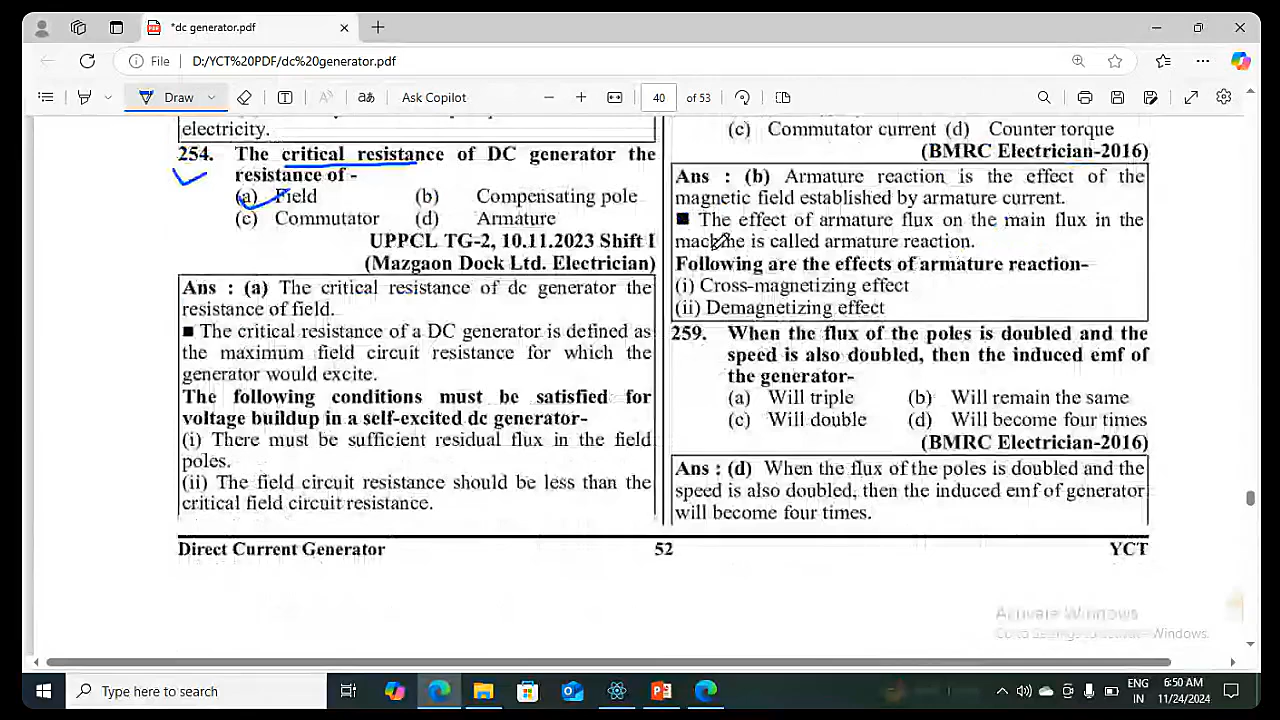 *dc generator.pdf
File
D:/YCT%20PDF/dc%20generator.pdf
Draw
Ask Copilot
40 of 53
electricity.
254. The critical resistance of DC generator the
resistance of -
(a) Field (b) Compensating pole
(c) Commutator (d) Armature
UPPCL TG-2, 10.11.2023 Shift I
(Mazgaon Dock Ltd. Electrician)
Ans : (a) The critical resistance of dc generator the
resistance of field.
■ The critical resistance of a DC generator is defined as
the maximum field circuit resistance for which the
generator would excite.
The following conditions must be satisfied for
voltage buildup in a self-excited dc generator-
(i) There must be sufficient residual flux in the field
poles.
(ii) The field circuit resistance should be less than the
critical field circuit resistance.
(c) Commutator current (d) Counter torque
(BMRC Electrician-2016)
Ans : (b) Armature reaction is the effect of the
magnetic field established by armature current.
■ The effect of armature flux on the main flux in the
machine is called armature reaction.
Following are the effects of armature reaction-
(i) Cross-magnetizing effect
(ii) Demagnetizing effect
259. When the flux of the poles is doubled and the
speed is also doubled, then the induced emf of
the generator-
(a) Will triple (b) Will remain the same
(c) Will double (d) Will become four times
(BMRC Electrician-2016)
Ans : (d) When the flux of the poles is doubled and the
speed is also doubled, then the induced emf of generator
will become four times.
Direct Current Generator 52 YCT
Activate Windows
Go to Settings to activate Windows.
Type here to search
ENG
IN
6:50 AM
11/24/2024